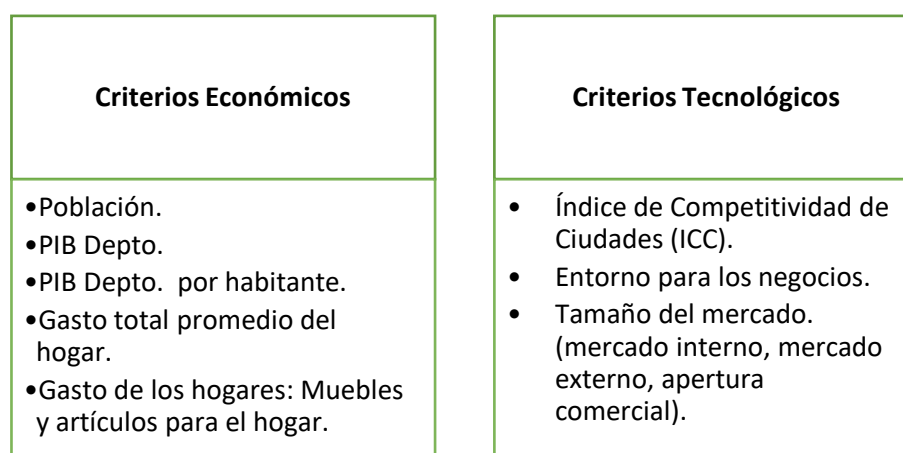 Criterios Económicos
•Población.
•PIB Depto.
•PIB Depto.  por habitante.
•Gasto total promedio del
hogar.
•Gasto de los hogares: Muebles
y artículos para el hogar.
Criterios Tecnológicos
• Índice de Competitividad de
Ciudades (ICC).
• Entorno para los negocios.
• Tamaño del mercado.
(mercado interno, mercado
externo, apertura
comercial).